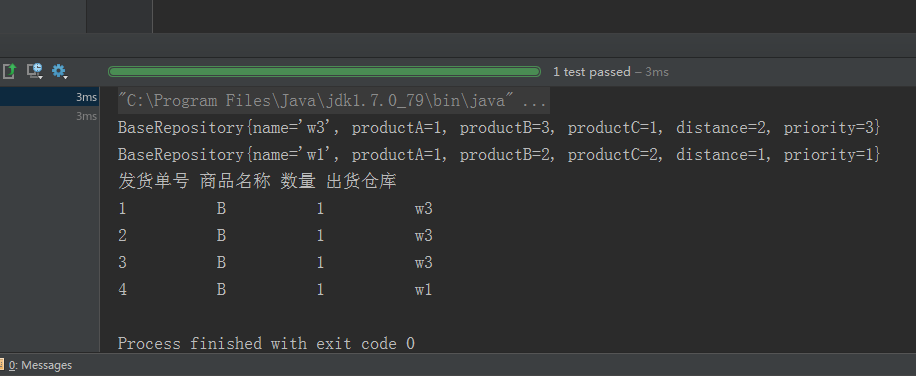 1 test passed – 3ms
3ms
3ms
"C:\Program Files\Java\jdk1.7.0_79\bin\java" ...
BaseRepository{name='w3', productA=1, productB=3, productC=1, distance=2, priority=3}
BaseRepository{name='w1', productA=1, productB=2, productC=2, distance=1, priority=1}
发货单号 商品名称 数量 出货仓库
1 B 1 w3
2 B 1 w3
3 B 1 w3
4 B 1 w1
Process finished with exit code 0
0: Messages